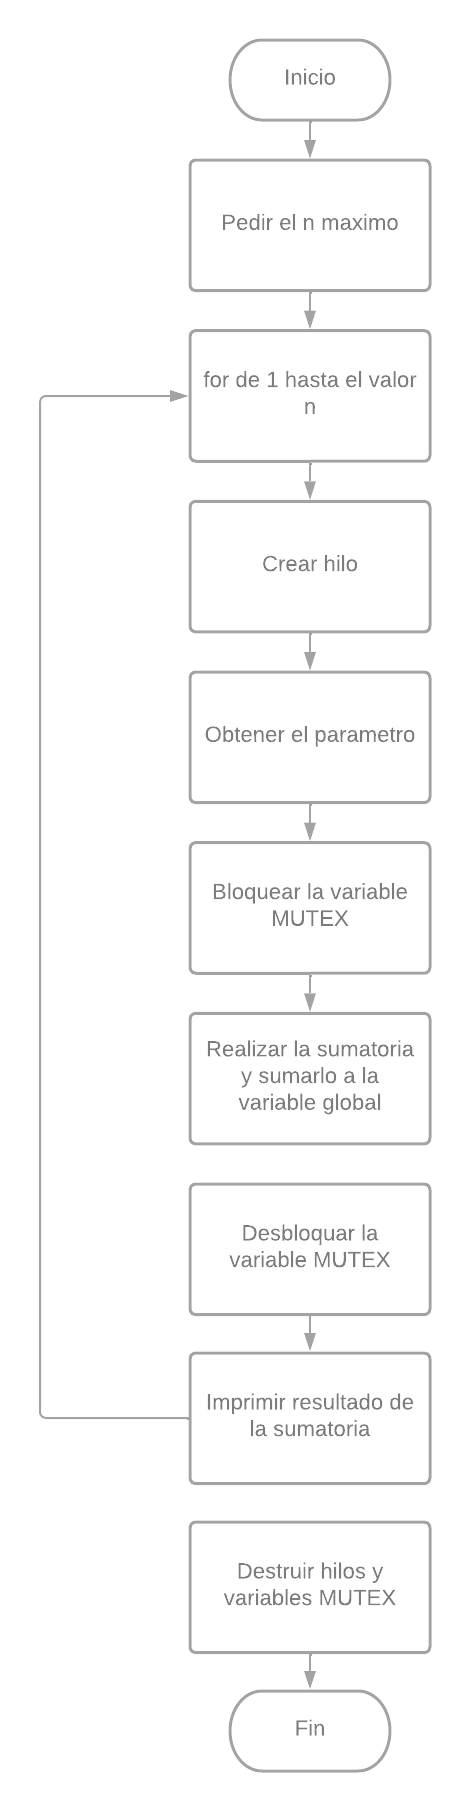 Inicio
Pedir el n maximo
for de 1 hasta el valor
n
Crear hilo
Obtener el parametro
Bloquear la variable
MUTEX
Realizar la sumatoria
y sumarlo a la
variable global
Desbloquar la
variable MUTEX
Imprimir resultado de
la sumatoria
Destruir hilos y
variables MUTEX
Fin